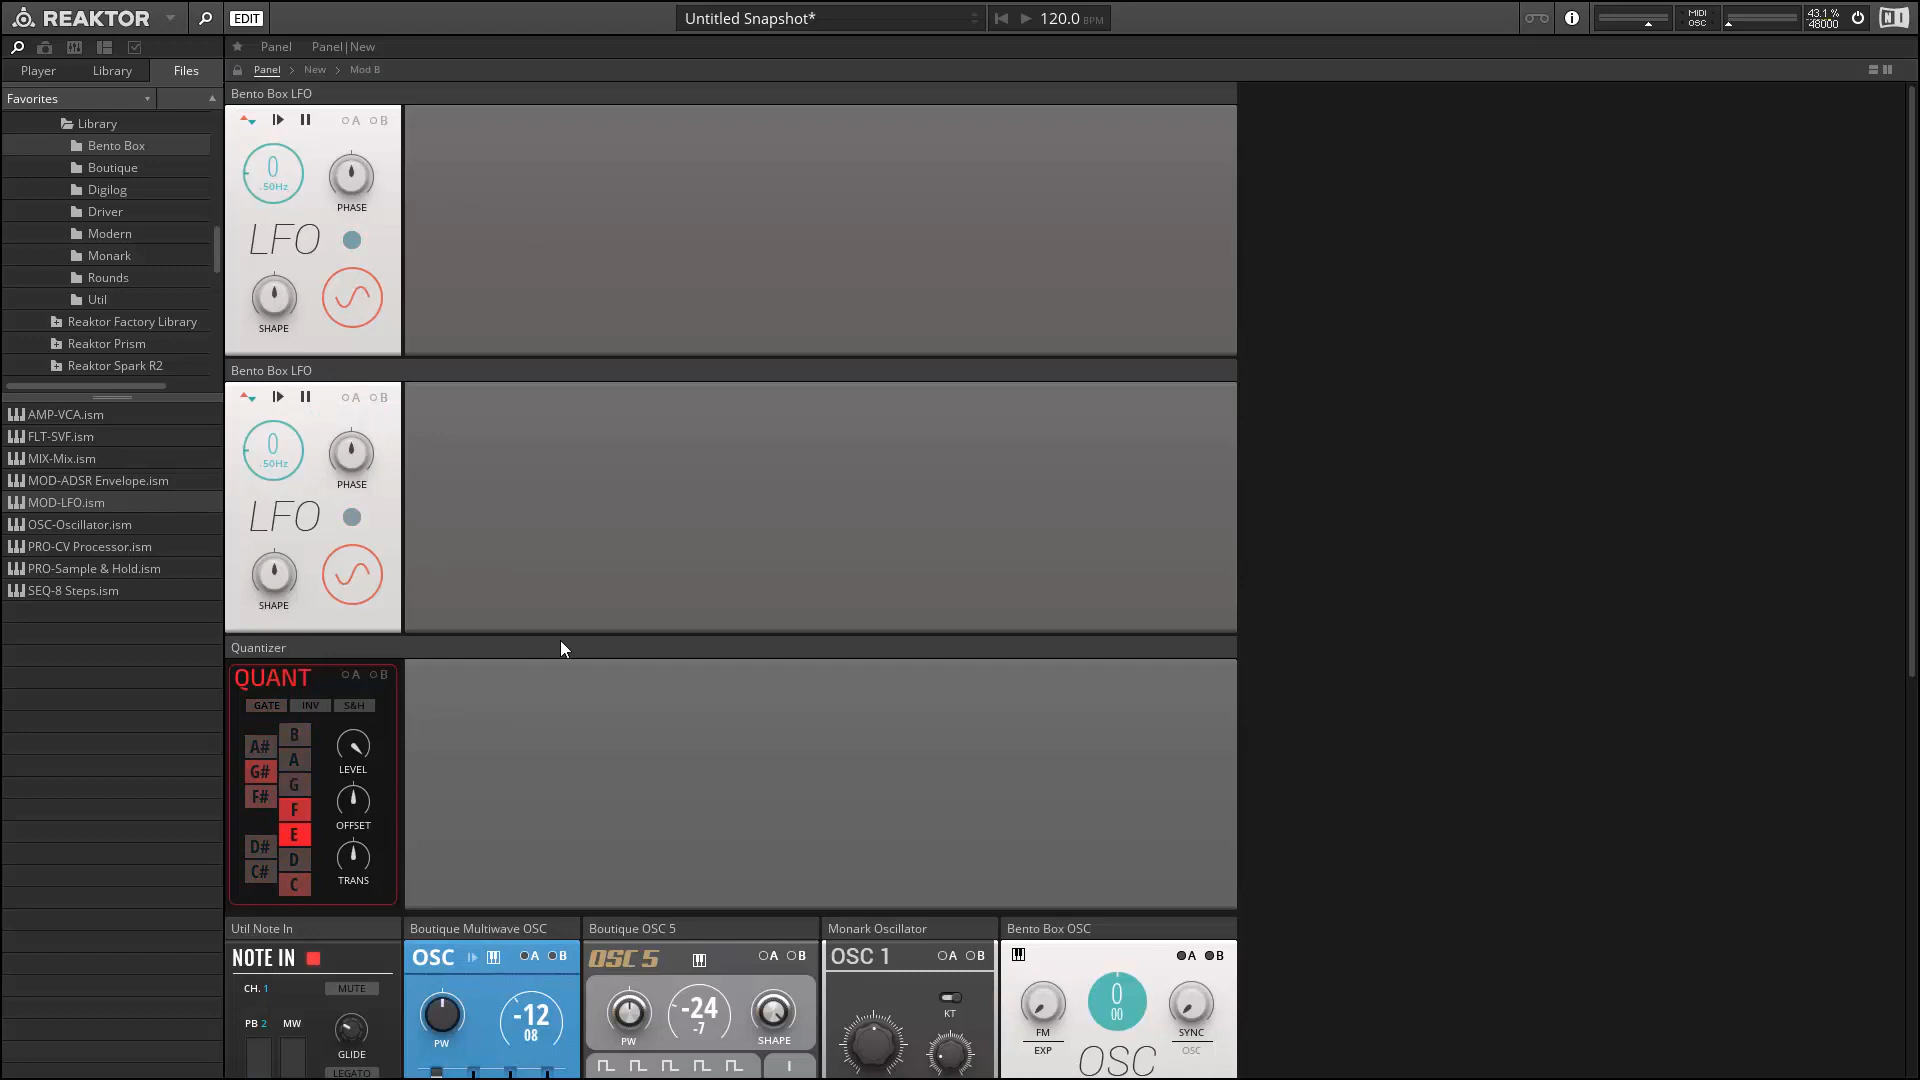 REAKTOR
EDIT
Untitled Snapshot*
120.0 BPM
MIDI
OSC
43.1 %
48000
Player
Library
Files
Panel
Panel|New
Panel
New
Mod B
Favorites
Library
Bento Box
Boutique
Digilog
Driver
Modern
Monark
Rounds
Util
Reaktor Factory Library
Reaktor Prism
Reaktor Spark R2
AMP-VCA.ism
FLT-SVF.ism
MIX-Mix.ism
MOD-ADSR Envelope.ism
MOD-LFO.ism
OSC-Oscillator.ism
PRO-CV Processor.ism
PRO-Sample & Hold.ism
SEQ-8 Steps.ism
Bento Box LFO
A B
0
.50Hz
PHASE
LFO
SHAPE
Bento Box LFO
A B
0
.50Hz
PHASE
LFO
SHAPE
Quantizer
QUANT
A B
GATE
INV
S&H
B
A#
A
G#
G
F#
F
E
D#
D
C#
C
LEVEL
OFFSET
TRANS
Util Note In
NOTE IN
CH. 1
MUTE
PB 2
MW
GLIDE
LEGATO
Boutique Multiwave OSC
OSC
A B
PW
-12
08
Boutique OSC 5
OSC 5
A B
PW
-24
-7
SHAPE
Monark Oscillator
OSC 1
A B
KT
Bento Box OSC
A B
FM
EXP
0
00
SYNC
OSC
OSC